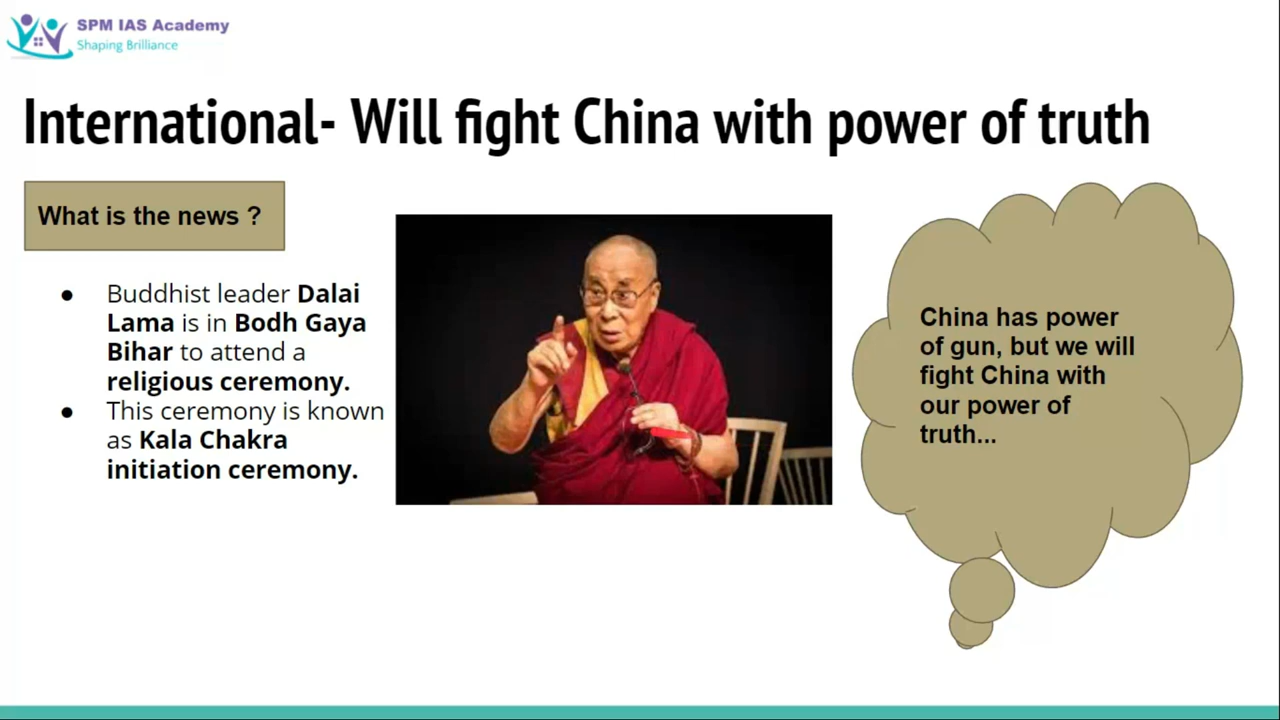 SPM IAS Academy
Shaping Brilliance
International- Will fight China with power of truth
What is the news ?
● Buddhist leader Dalai
Lama is in Bodh Gaya
Bihar to attend a
religious ceremony.
● This ceremony is known
as Kala Chakra
initiation ceremony.
China has power
of gun, but we will
fight China with
our power of
truth...